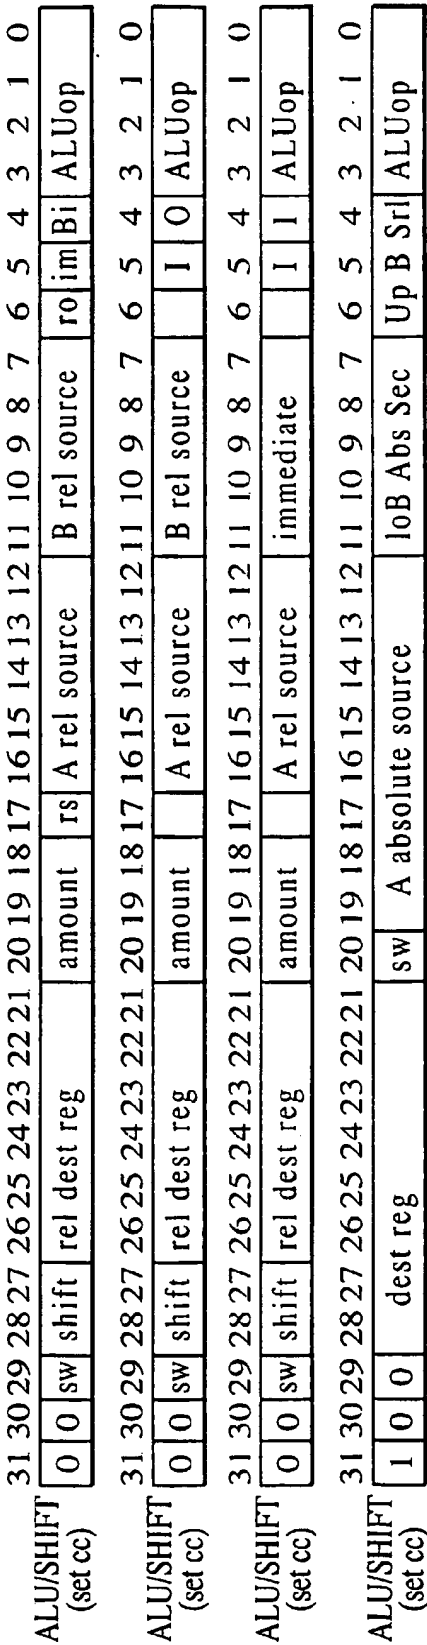 31 30 29 28 27 26 25 24 23 22 21 20 19 18 17 16 15 14 13 12 11 10 9 8 7 6 5 4 3 2 1 0
ALU/SHIFT 0 0 sw shift rel dest reg amount rs A rel source B rel source ro im Bi ALUop
(set cc)
31 30 29 28 27 26 25 24 23 22 21 20 19 18 17 16 15 14 13 12 11 10 9 8 7 6 5 4 3 2 1 0
ALU/SHIFT 0 0 sw shift rel dest reg amount A rel source B rel source 1 0 ALUop
(set cc)
31 30 29 28 27 26 25 24 23 22 21 20 19 18 17 16 15 14 13 12 11 10 9 8 7 6 5 4 3 2 1 0
ALU/SHIFT 0 0 sw shift rel dest reg amount A rel source immediate 1 1 ALUop
(set cc)
31 30 29 28 27 26 25 24 23 22 21 20 19 18 17 16 15 14 13 12 11 10 9 8 7 6 5 4 3 2 1 0
ALU/SHIFT 1 0 0 dest reg sw A absolute source loB Abs Sec Up B Srl ALUop
(set cc)